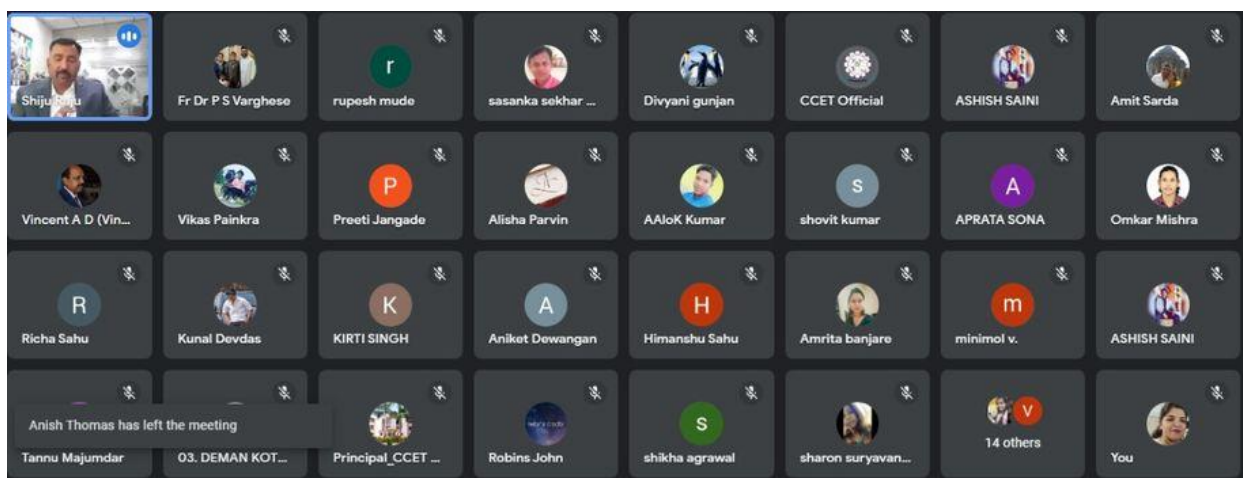 Shiju Raju
Fr Dr P S Varghese
r
rupesh mude
sasanka sekhar ...
Divyani gunjan
CCET Official
ASHISH SAINI
Amit Sarda
Vincent A D (Vin...
Vikas Painkra
P
Preeti Jangade
Alisha Parvin
AAloK Kumar
s
shovit kumar
A
APRATA SONA
Omkar Mishra
R
Richa Sahu
Kunal Devdas
K
KIRTI SINGH
A
Aniket Dewangan
H
Himanshu Sahu
Amrita banjare
m
minimol v.
ASHISH SAINI
Anish Thomas has left the meeting
Tannu Majumdar
03. DEMAN KOT...
Principal_CCET ...
Robins John
s
shikha agrawal
sharon suryavan...
V
14 others
You